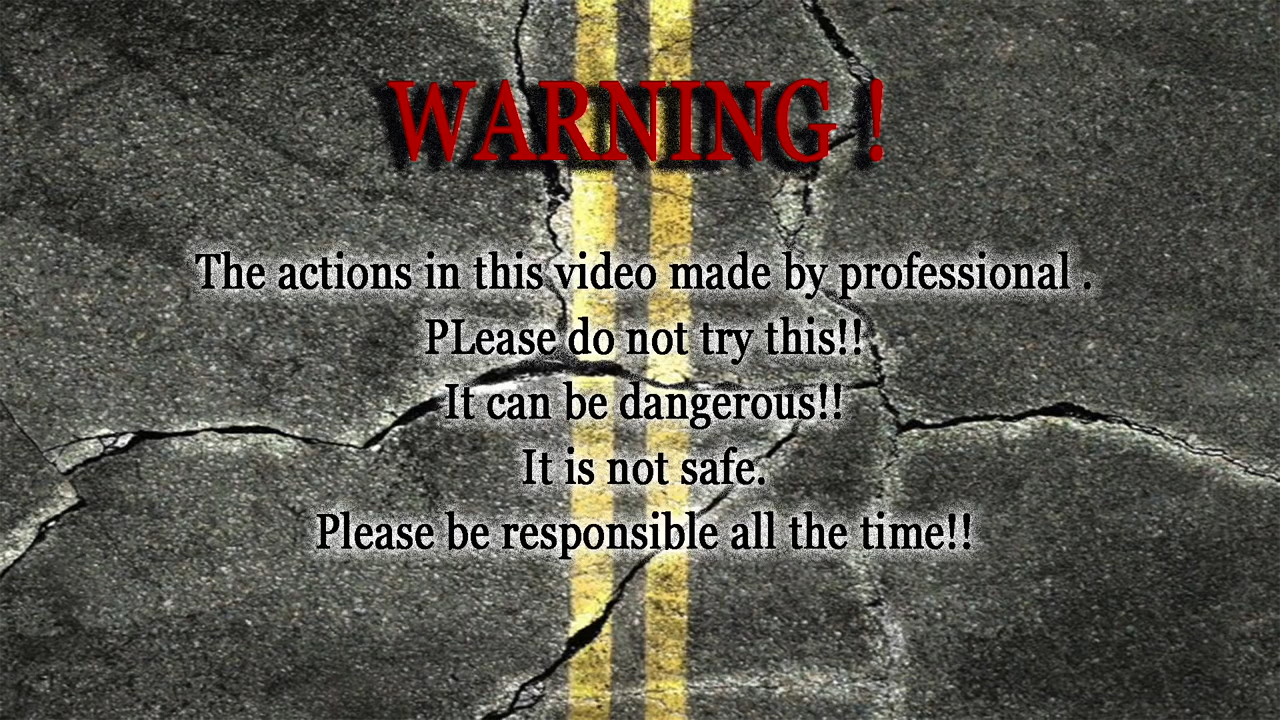 WARNING !
The actions in this video made by professional .
PLease do not try this!!
It can be dangerous!!
It is not safe.
Please be responsible all the time!!